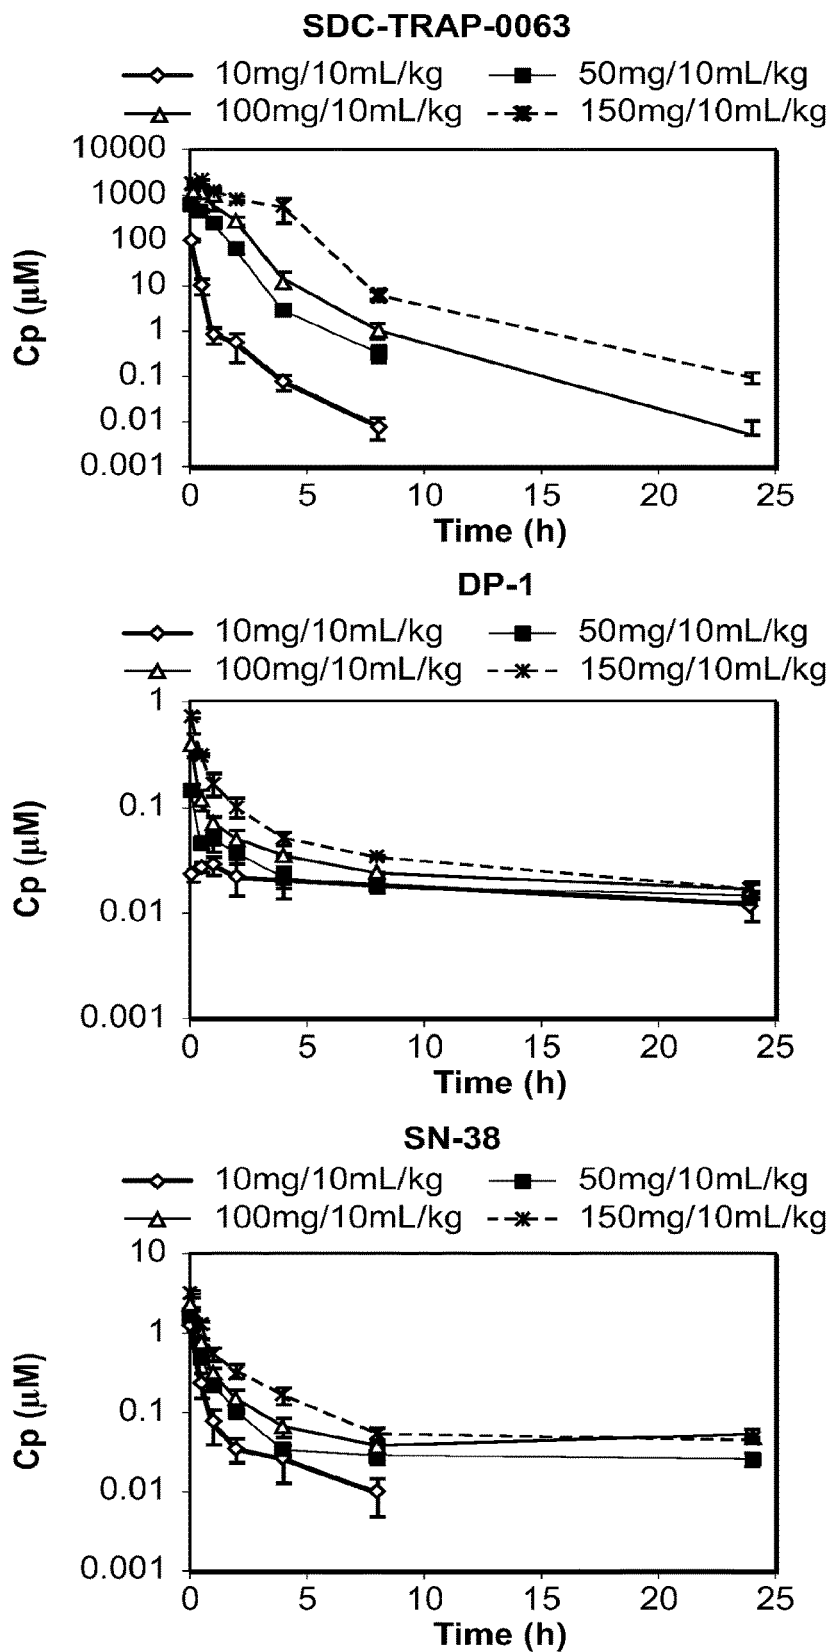 SDC-TRAP-0063
10mg/10mL/kg 50mg/10mL/kg
100mg/10mL/kg 150mg/10mL/kg
10000
1000
100
10
1
0.1
0.01
0.001
Cp (μM)
0 5 10 15 20 25
Time (h)
DP-1
10mg/10mL/kg 50mg/10mL/kg
100mg/10mL/kg 150mg/10mL/kg
1
0.1
0.01
0.001
Cp (μM)
0 5 10 15 20 25
Time (h)
SN-38
10mg/10mL/kg 50mg/10mL/kg
100mg/10mL/kg 150mg/10mL/kg
10
1
0.1
0.01
0.001
Cp (μM)
0 5 10 15 20 25
Time (h)